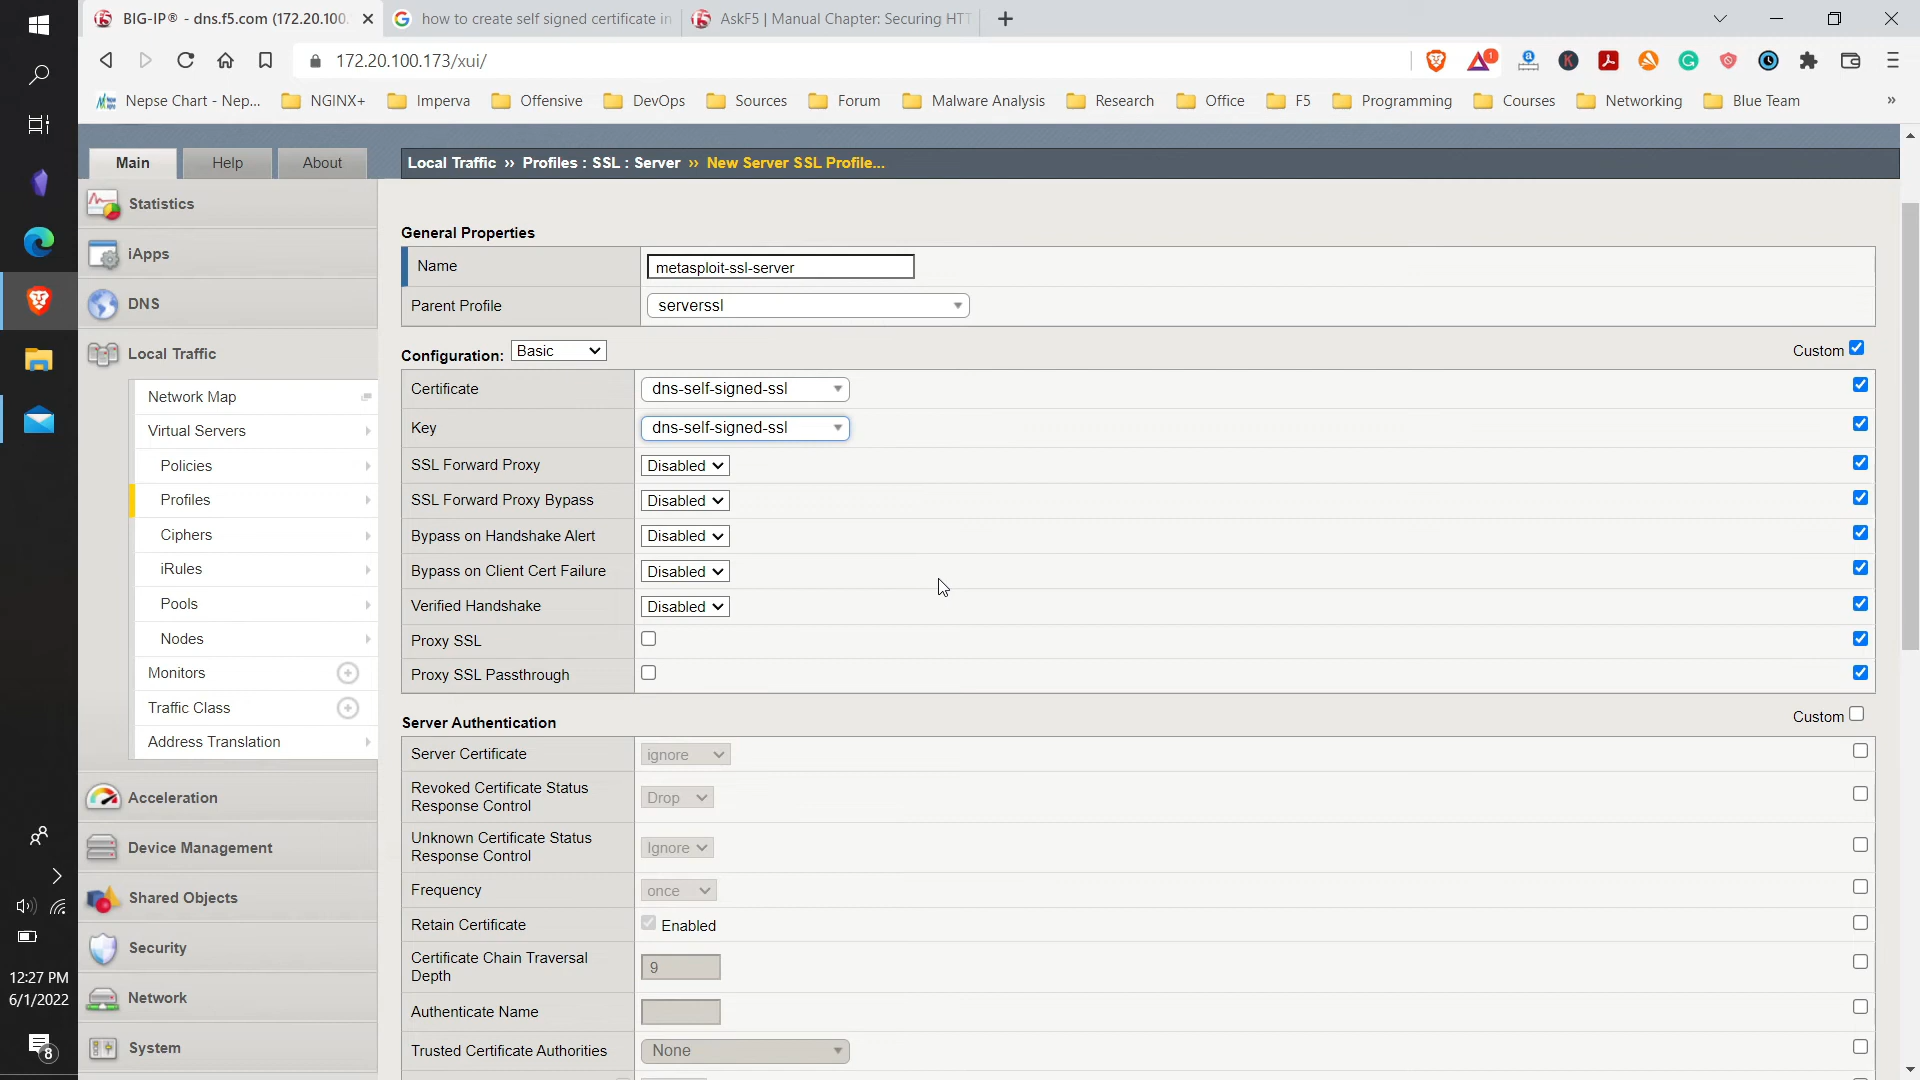 BIG-IP® - dns.f5.com (172.20.100.
how to create self signed certificate in
AskF5 | Manual Chapter: Securing HTT
172.20.100.173/xui/
1
Nepse Chart - Nep...
NGINX+
Imperva
Offensive
DevOps
Sources
Forum
Malware Analysis
Research
Office
F5
Programming
Courses
Networking
Blue Team
»
Main
Help
About
Local Traffic ›› Profiles : SSL : Server ›› New Server SSL Profile...
Statistics
iApps
DNS
Local Traffic
Network Map
Virtual Servers
Policies
Profiles
Ciphers
iRules
Pools
Nodes
Monitors
Traffic Class
Address Translation
Acceleration
Device Management
Shared Objects
Security
Network
System
General Properties
Name metasploit-ssl-server
Parent Profile serverssl
Configuration: Basic Custom
Certificate dns-self-signed-ssl
Key dns-self-signed-ssl
SSL Forward Proxy Disabled
SSL Forward Proxy Bypass Disabled
Bypass on Handshake Alert Disabled
Bypass on Client Cert Failure Disabled
Verified Handshake Disabled
Proxy SSL
Proxy SSL Passthrough
Server Authentication Custom
Server Certificate ignore
Revoked Certificate Status
Response Control Drop
Unknown Certificate Status
Response Control Ignore
Frequency once
Retain Certificate Enabled
Certificate Chain Traversal
Depth 9
Authenticate Name
Trusted Certificate Authorities None
12:27 PM
6/1/2022
8